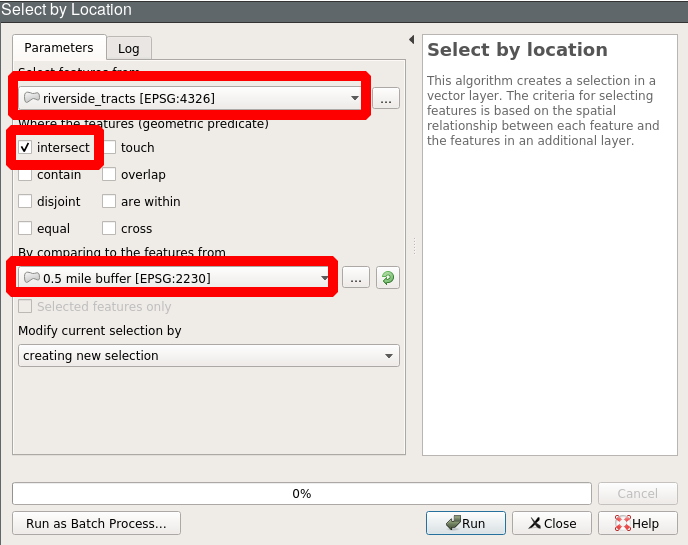 Select by Location
Parameters
Log
Select features from
riverside_tracts [EPSG:4326]
...
Where the features (geometric predicate)
intersect
touch
contain
overlap
disjoint
are within
equal
cross
By comparing to the features from
0.5 mile buffer [EPSG:2230]
...
Selected features only
Modify current selection by
creating new selection
Select by location
This algorithm creates a selection in a
vector layer. The criteria for selecting
features is based on the spatial
relationship between each feature and
the features in an additional layer.
0%
Cancel
Run as Batch Process...
Run
Close
Help